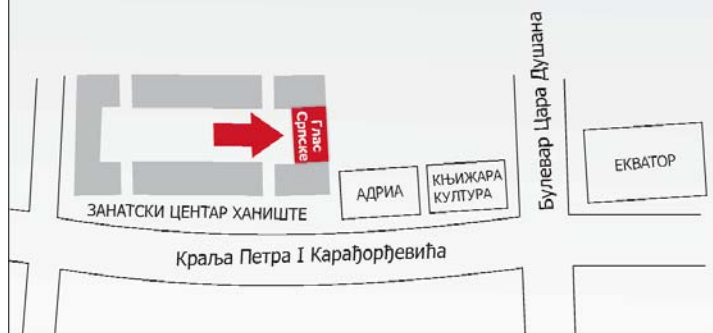 Булевар Цара Душана
Глас
Српске
ЕКВАТОР
АДРИА
КЊИЖАРА
КУЛТУРА
ЗАНАТСКИ ЦЕНТАР ХАНИШТЕ
Краља Петра I Карађорђевића